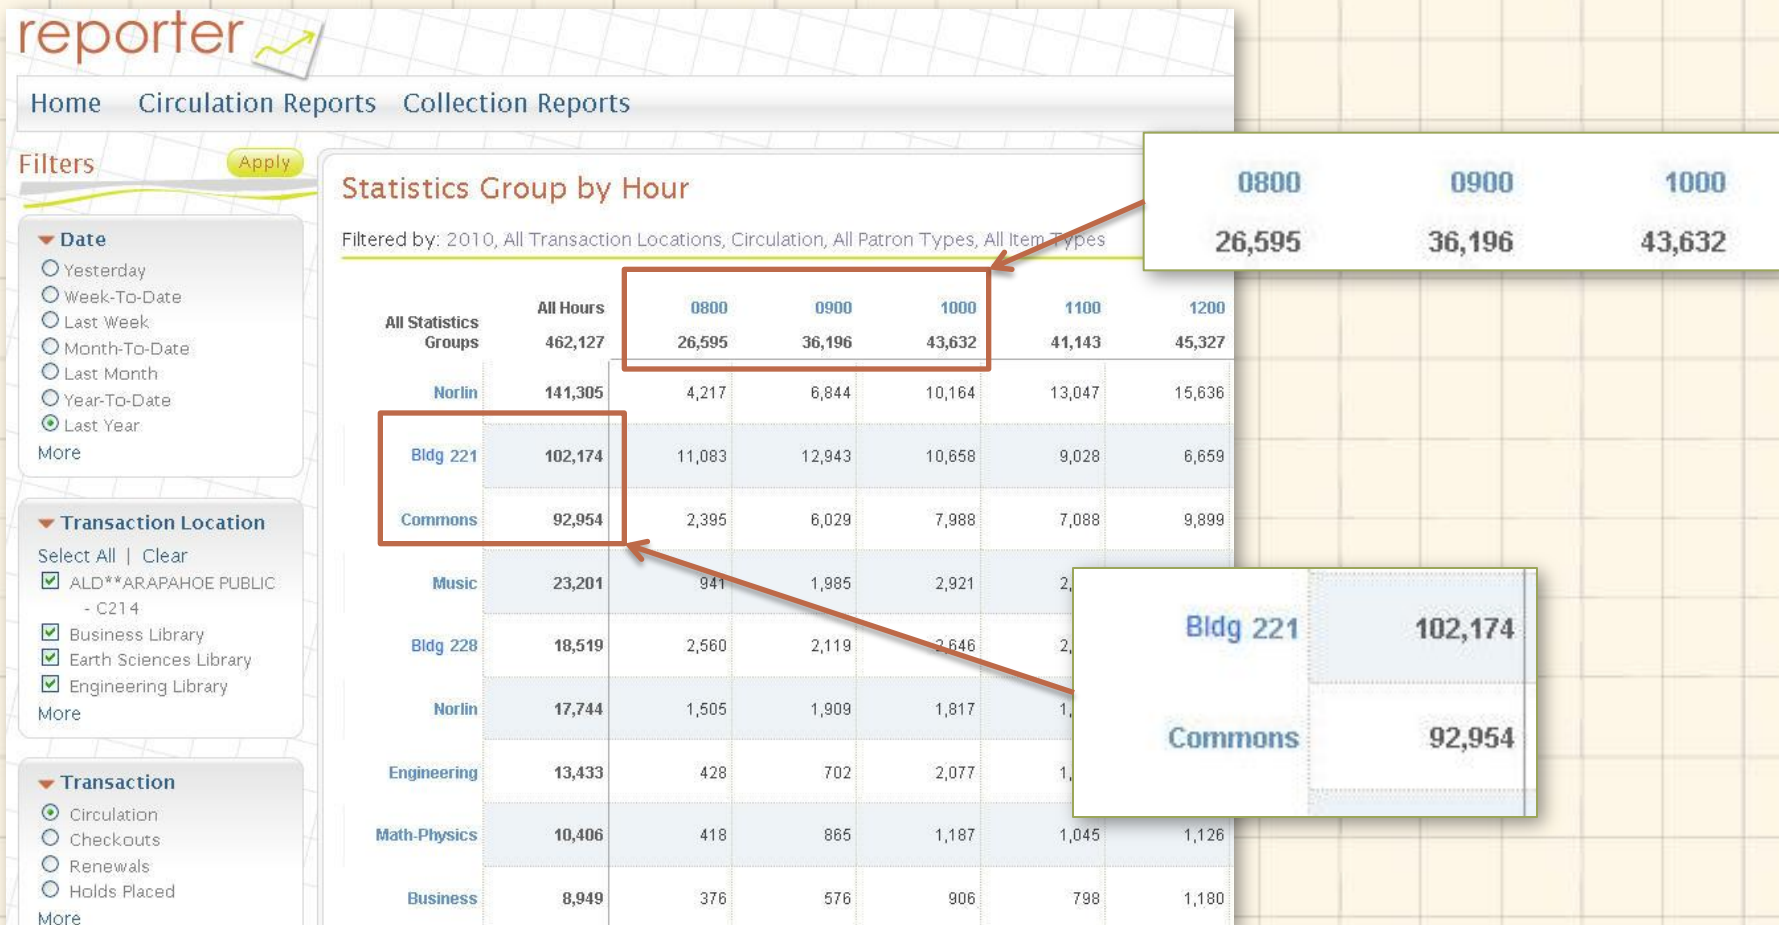 reporter
Home Circulation Reports Collection Reports
Filters Apply
Date
Yesterday
Week-To-Date
Last Week
Month-To-Date
Last Month
Year-To-Date
Last Year
More
Transaction Location
Select All | Clear
ALD**ARAPAHOE PUBLIC
- C214
Business Library
Earth Sciences Library
Engineering Library
More
Transaction
Circulation
Checkouts
Renewals
Holds Placed
More
Statistics Group by Hour
Filtered by: 2010, All Transaction Locations, Circulation, All Patron Types, All Item Types
All Hours 0800 0900 1000 1100 1200
All Statistics
Groups 462,127 26,595 36,196 43,632 41,143 45,327
Norlin 141,305 4,217 6,844 10,164 13,047 15,636
Bldg 221 102,174 11,083 12,943 10,658 9,028 6,659
Commons 92,954 2,395 6,029 7,988 7,088 9,899
Music 23,201 941 1,985 2,921 2,
Bldg 228 18,519 2,560 2,119 2,646 2,
Norlin 17,744 1,505 1,909 1,817 1,
Engineering 13,433 428 702 2,077 1,
Math-Physics 10,406 418 865 1,187 1,045 1,126
Business 8,949 376 576 906 798 1,180
0800 0900 1000
26,595 36,196 43,632
Bldg 221 102,174
Commons 92,954